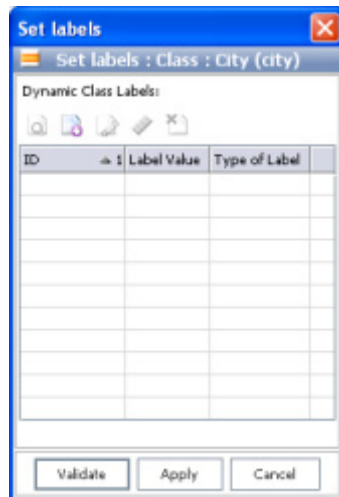 Set labels
Set labels : Class : City (city)
Dynamic Class Labels:
ID 1 Label Value Type of Label
Validate Apply Cancel